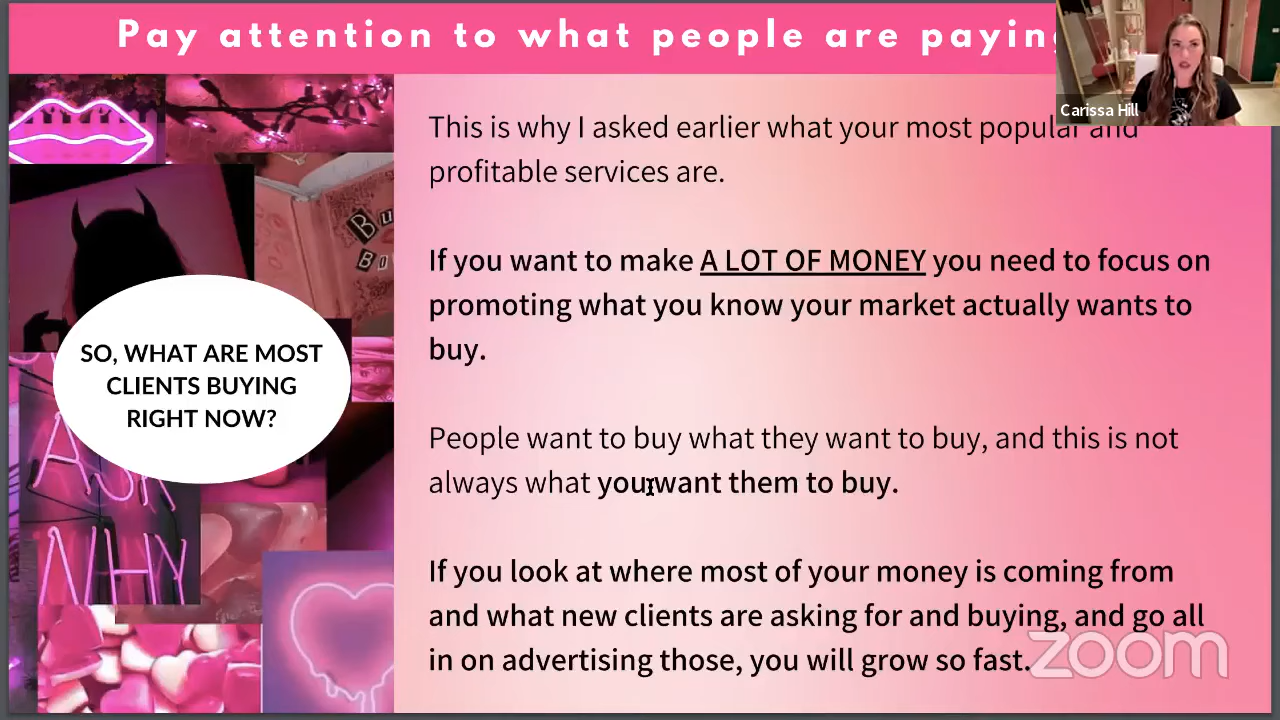 Pay attention to what people are paying
Carissa Hill
This is why I asked earlier what your most popular and
profitable services are.
If you want to make A LOT OF MONEY you need to focus on
promoting what you know your market actually wants to
buy.
SO, WHAT ARE MOST
CLIENTS BUYING
RIGHT NOW?
People want to buy what they want to buy, and this is not
always what you want them to buy.
If you look at where most of your money is coming from
and what new clients are asking for and buying, and go all
in on advertising those, you will grow so fast.
zoom
ASK
WHY